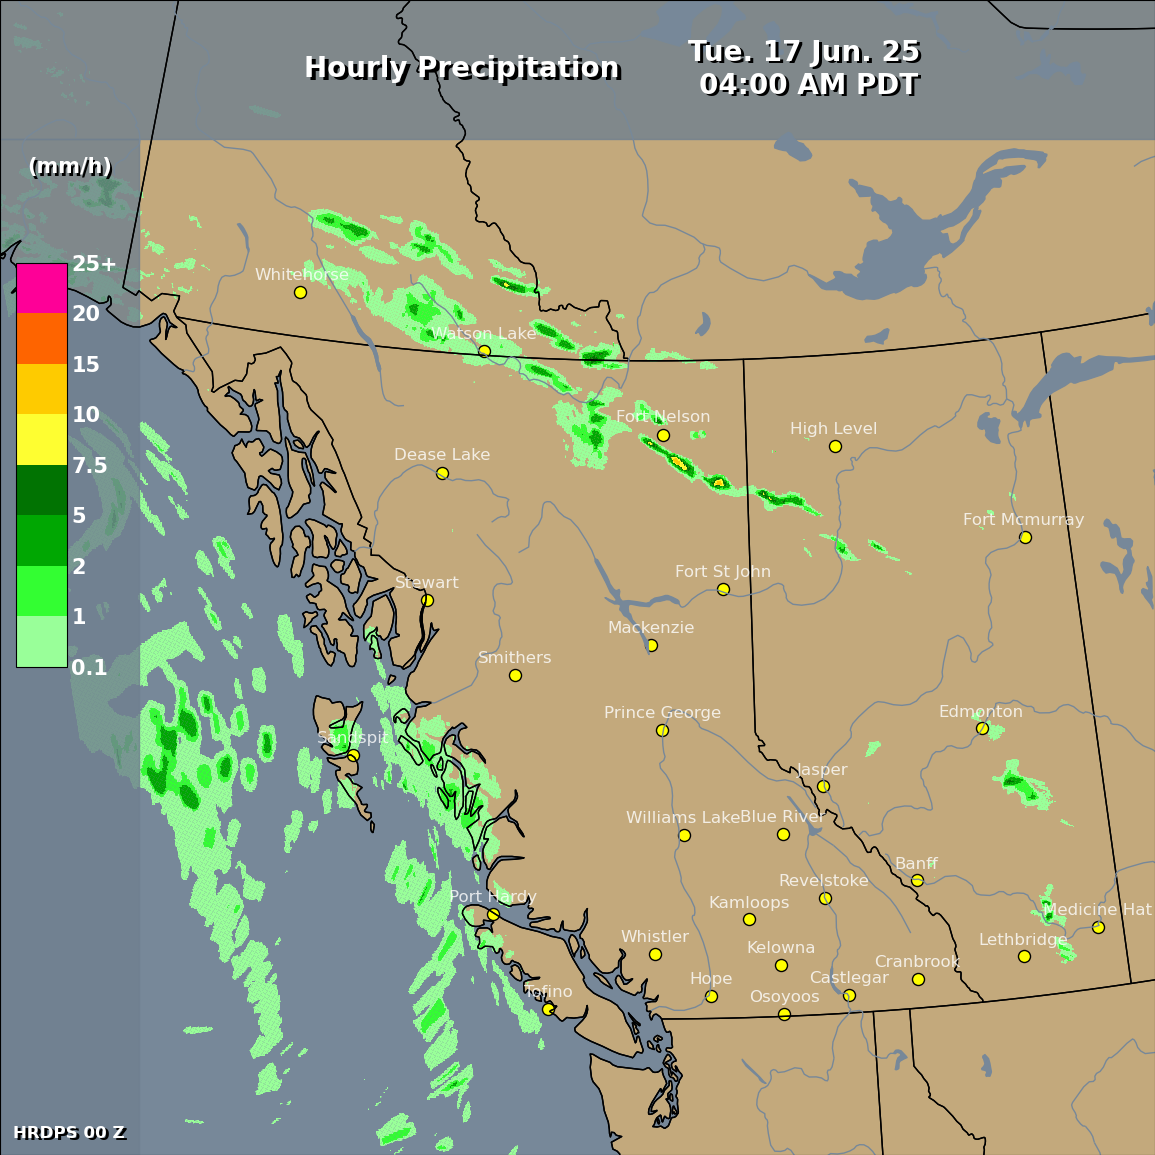 Hourly Precipitation
Tue. 17 Jun. 25
04:00 AM PDT
(mm/h)
25+
20
15
10
7.5
5
2
1
0.1
Whitehorse
Watson Lake
Fort Nelson
High Level
Dease Lake
Fort Mcmurray
Fort St John
Stewart
Mackenzie
Smithers
Prince George
Edmonton
Sandspit
Jasper
Williams Lake
Blue River
Banff
Revelstoke
Port Hardy
Kamloops
Medicine Hat
Whistler
Kelowna
Lethbridge
Cranbrook
Hope
Castlegar
Tofino
Osoyoos
HRDPS 00 Z